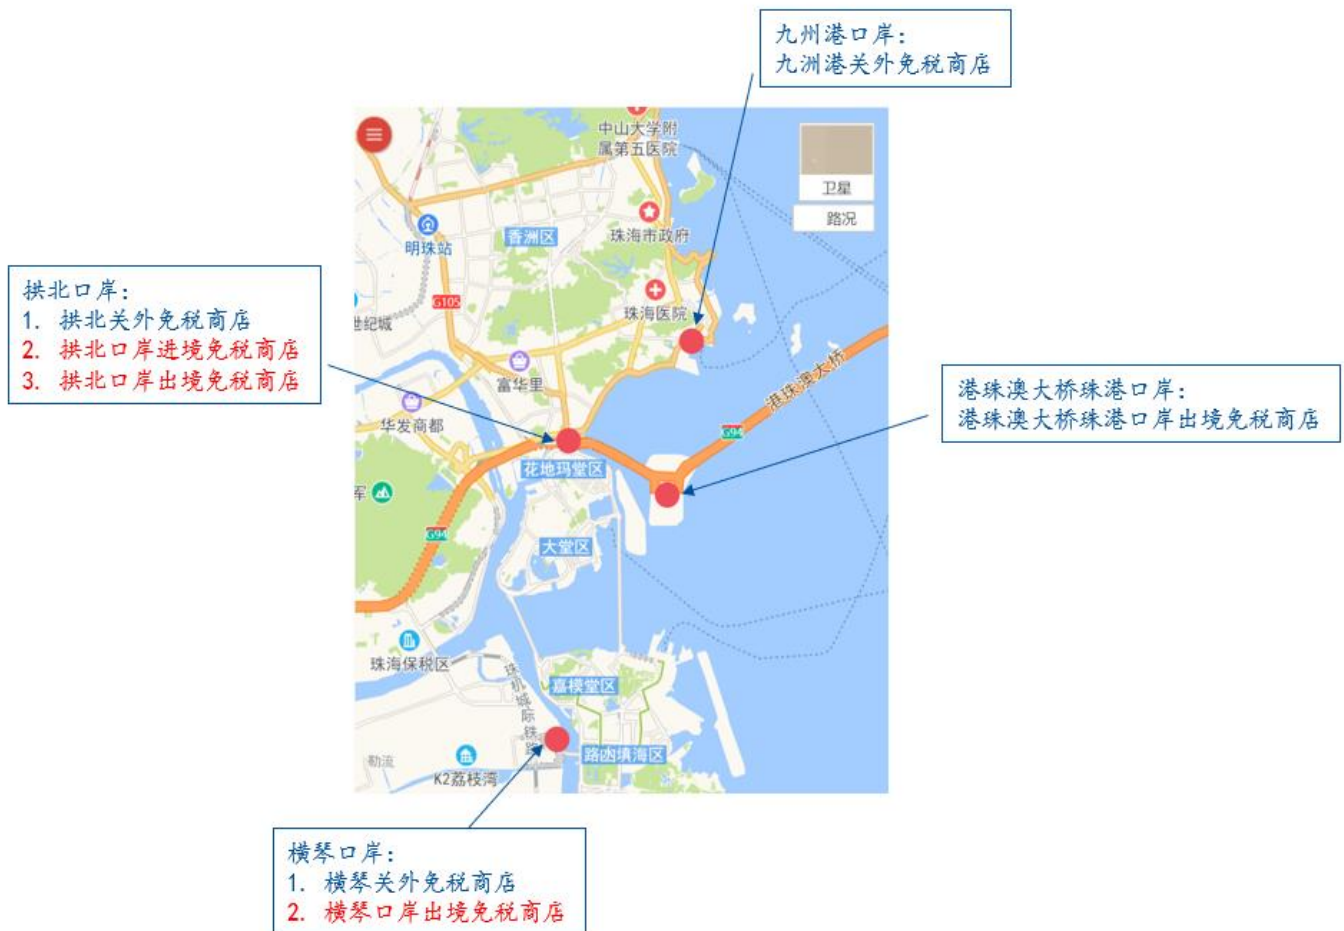 九州港口岸：
九洲港关外免税商店
中山大学附
属第五医院
卫星
路况
珠海市政府
香洲区
明珠站
拱北口岸：
1. 拱北关外免税商店
2. 拱北口岸进境免税商店
3. 拱北口岸出境免税商店
G105
珠海医院
世纪城
富华里
港珠澳大桥
华发商都
G94
港珠澳大桥珠港口岸：
港珠澳大桥珠港口岸出境免税商店
花地玛堂区
军
G94
大堂区
珠海保税区
珠机城际铁路
嘉模堂区
路凼填海区
勒流
K2荔枝湾
横琴口岸：
1. 横琴关外免税商店
2. 横琴口岸出境免税商店